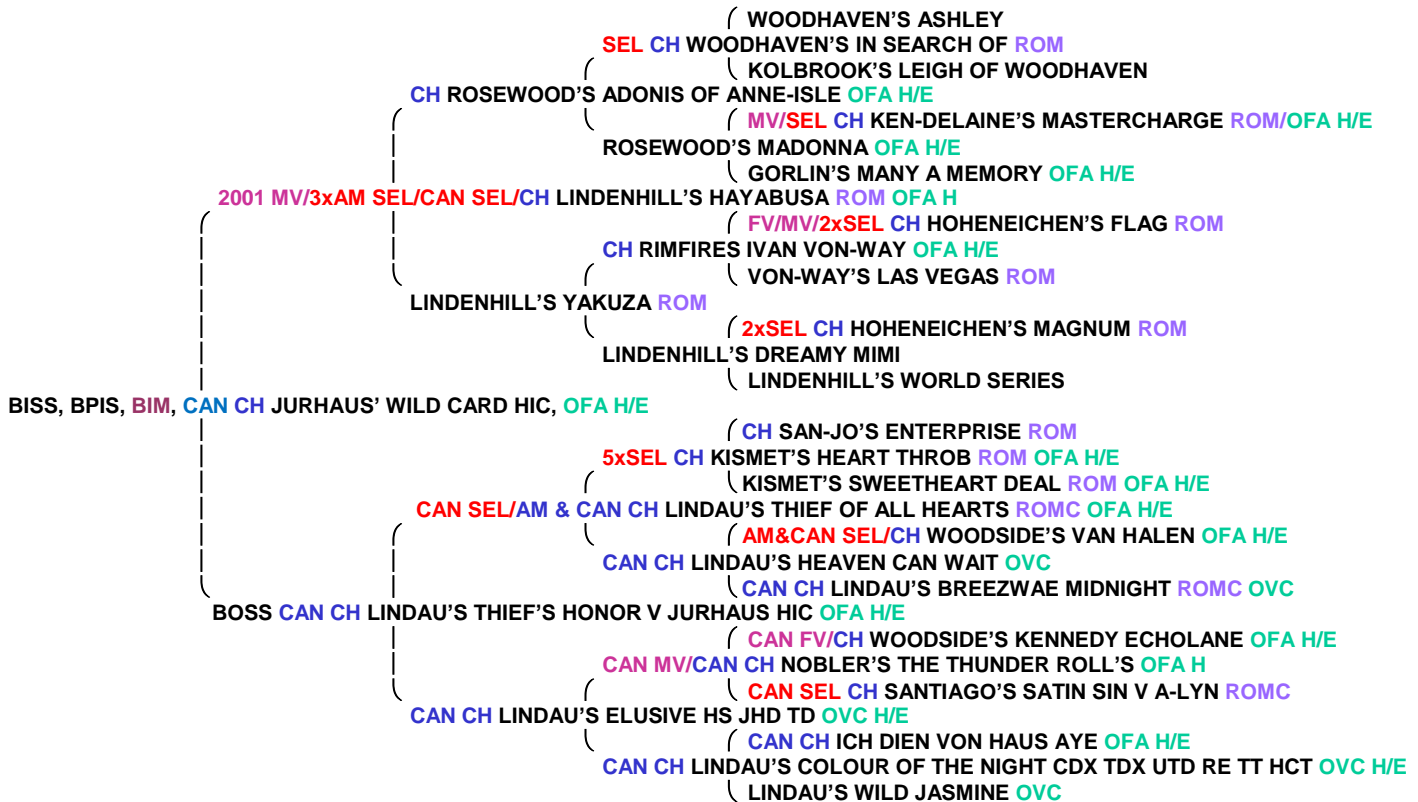 WOODHAVEN'S ASHLEY
SEL CH WOODHAVEN'S IN SEARCH OF ROM
KOLBROOK'S LEIGH OF WOODHAVEN
CH ROSEWOOD'S ADONIS OF ANNE-ISLE OFA H/E
MV/SEL CH KEN-DELAINE'S MASTERCHARGE ROM/OFA H/E
ROSEWOOD'S MADONNA OFA H/E
GORLIN'S MANY A MEMORY OFA H/E
2001 MV/3xAM SEL/CAN SEL/CH LINDENHILL'S HAYABUSA ROM OFA H
FV/MV/2xSEL CH HOHENEICHEN'S FLAG ROM
CH RIMFIRES IVAN VON-WAY OFA H/E
VON-WAY'S LAS VEGAS ROM
LINDENHILL'S YAKUZA ROM
2xSEL CH HOHENEICHEN'S MAGNUM ROM
LINDENHILL'S DREAMY MIMI
LINDENHILL'S WORLD SERIES
BISS, BPIS, BIM, CAN CH JURHAUS' WILD CARD HIC, OFA H/E
CH SAN-JO'S ENTERPRISE ROM
5xSEL CH KISMET'S HEART THROB ROM OFA H/E
KISMET'S SWEETHEART DEAL ROM OFA H/E
CAN SEL/AM & CAN CH LINDAU'S THIEF OF ALL HEARTS ROMC OFA H/E
AM&CAN SEL/CH WOODSIDE'S VAN HALEN OFA H/E
CAN CH LINDAU'S HEAVEN CAN WAIT OVC
CAN CH LINDAU'S BREEZWAE MIDNIGHT ROMC OVC
BOSS CAN CH LINDAU'S THIEF'S HONOR V JURHAUS HIC OFA H/E
CAN FV/CH WOODSIDE'S KENNEDY ECHOLANE OFA H/E
CAN MV/CAN CH NOBLER'S THE THUNDER ROLL'S OFA H
CAN SEL CH SANTIAGO'S SATIN SIN V A-LYN ROMC
CAN CH LINDAU'S ELUSIVE HS JHD TD OVC H/E
CAN CH ICH DIEN VON HAUS AYE OFA H/E
CAN CH LINDAU'S COLOUR OF THE NIGHT CDX TDX UTD RE TT HCT OVC H/E
LINDAU'S WILD JASMINE OVC